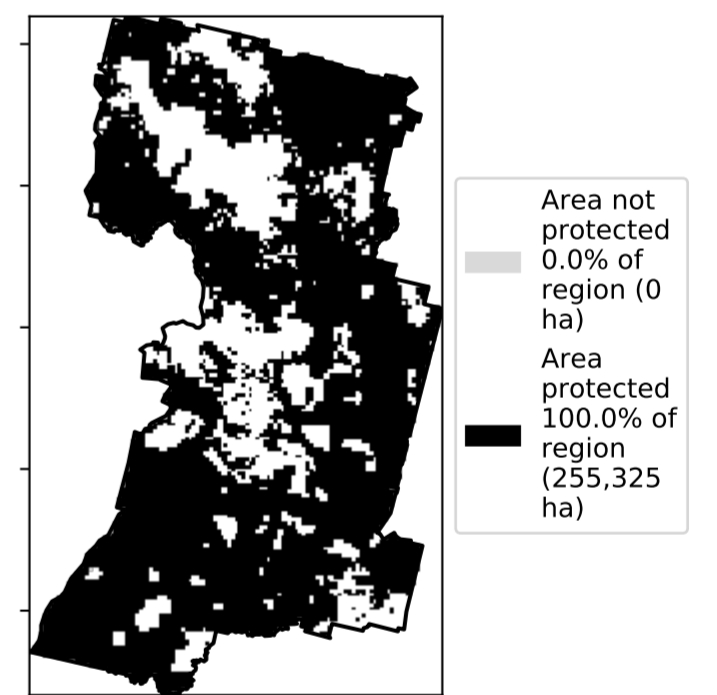 Area not
protected
0.0% of
region (0
ha)
Area
protected
100.0% of
region
(255,325
ha)